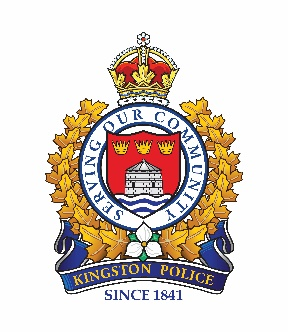 SERVING OUR COMMUNITY
KINGSTON POLICE
SINCE 1841